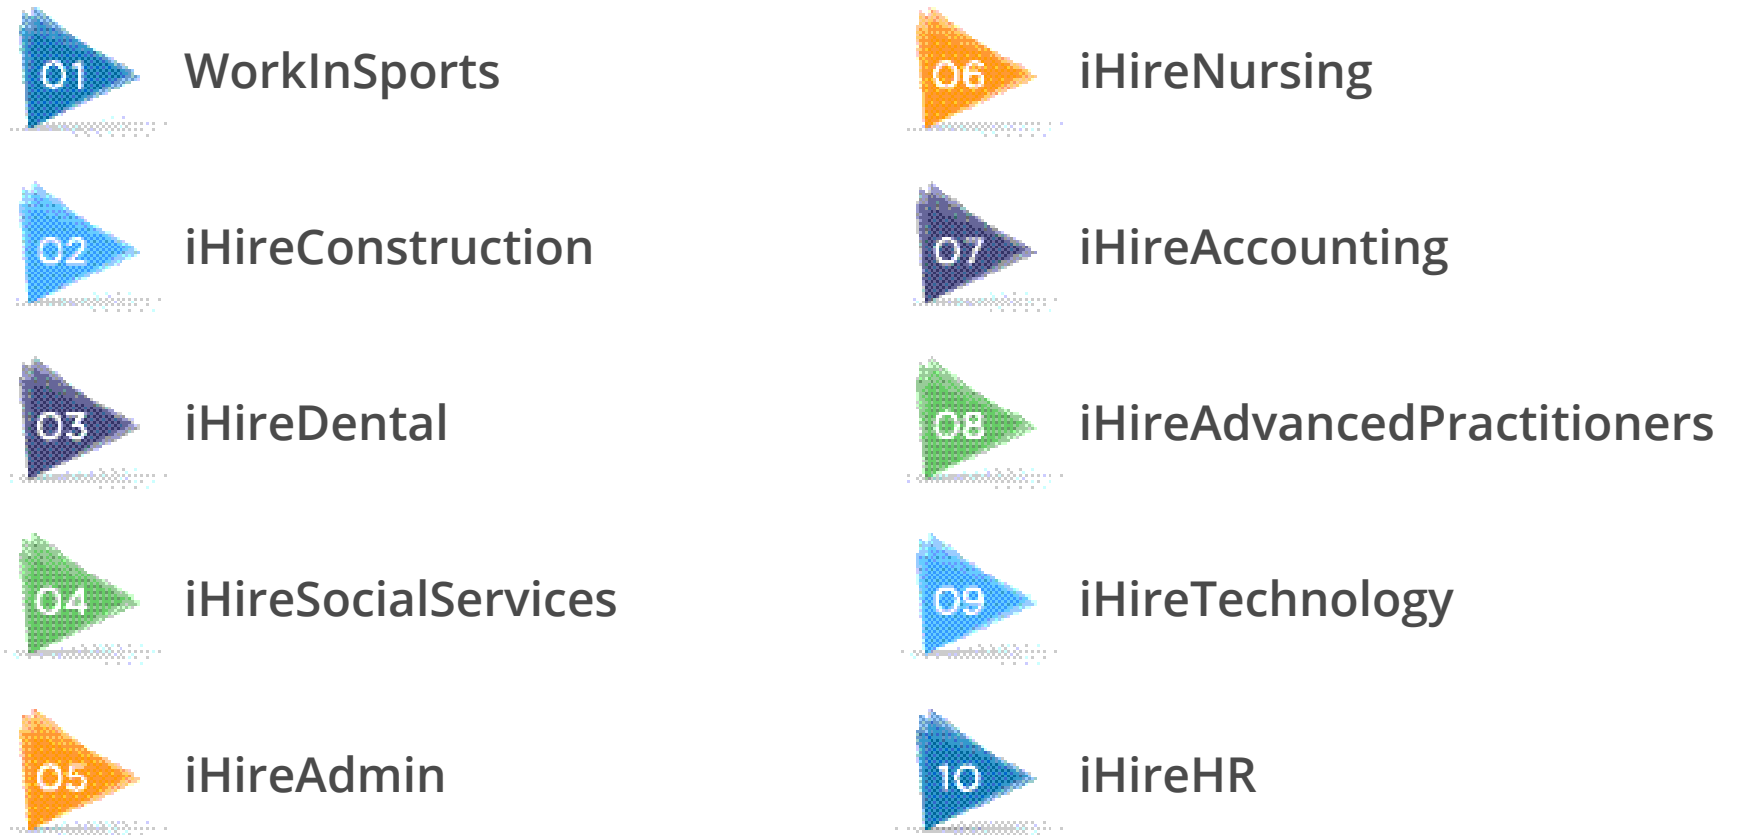 01 WorkInSports
02 iHireConstruction
03 iHireDental
04 iHireSocialServices
05 iHireAdmin
06 iHireNursing
07 iHireAccounting
08 iHireAdvancedPractitioners
09 iHireTechnology
10 iHireHR